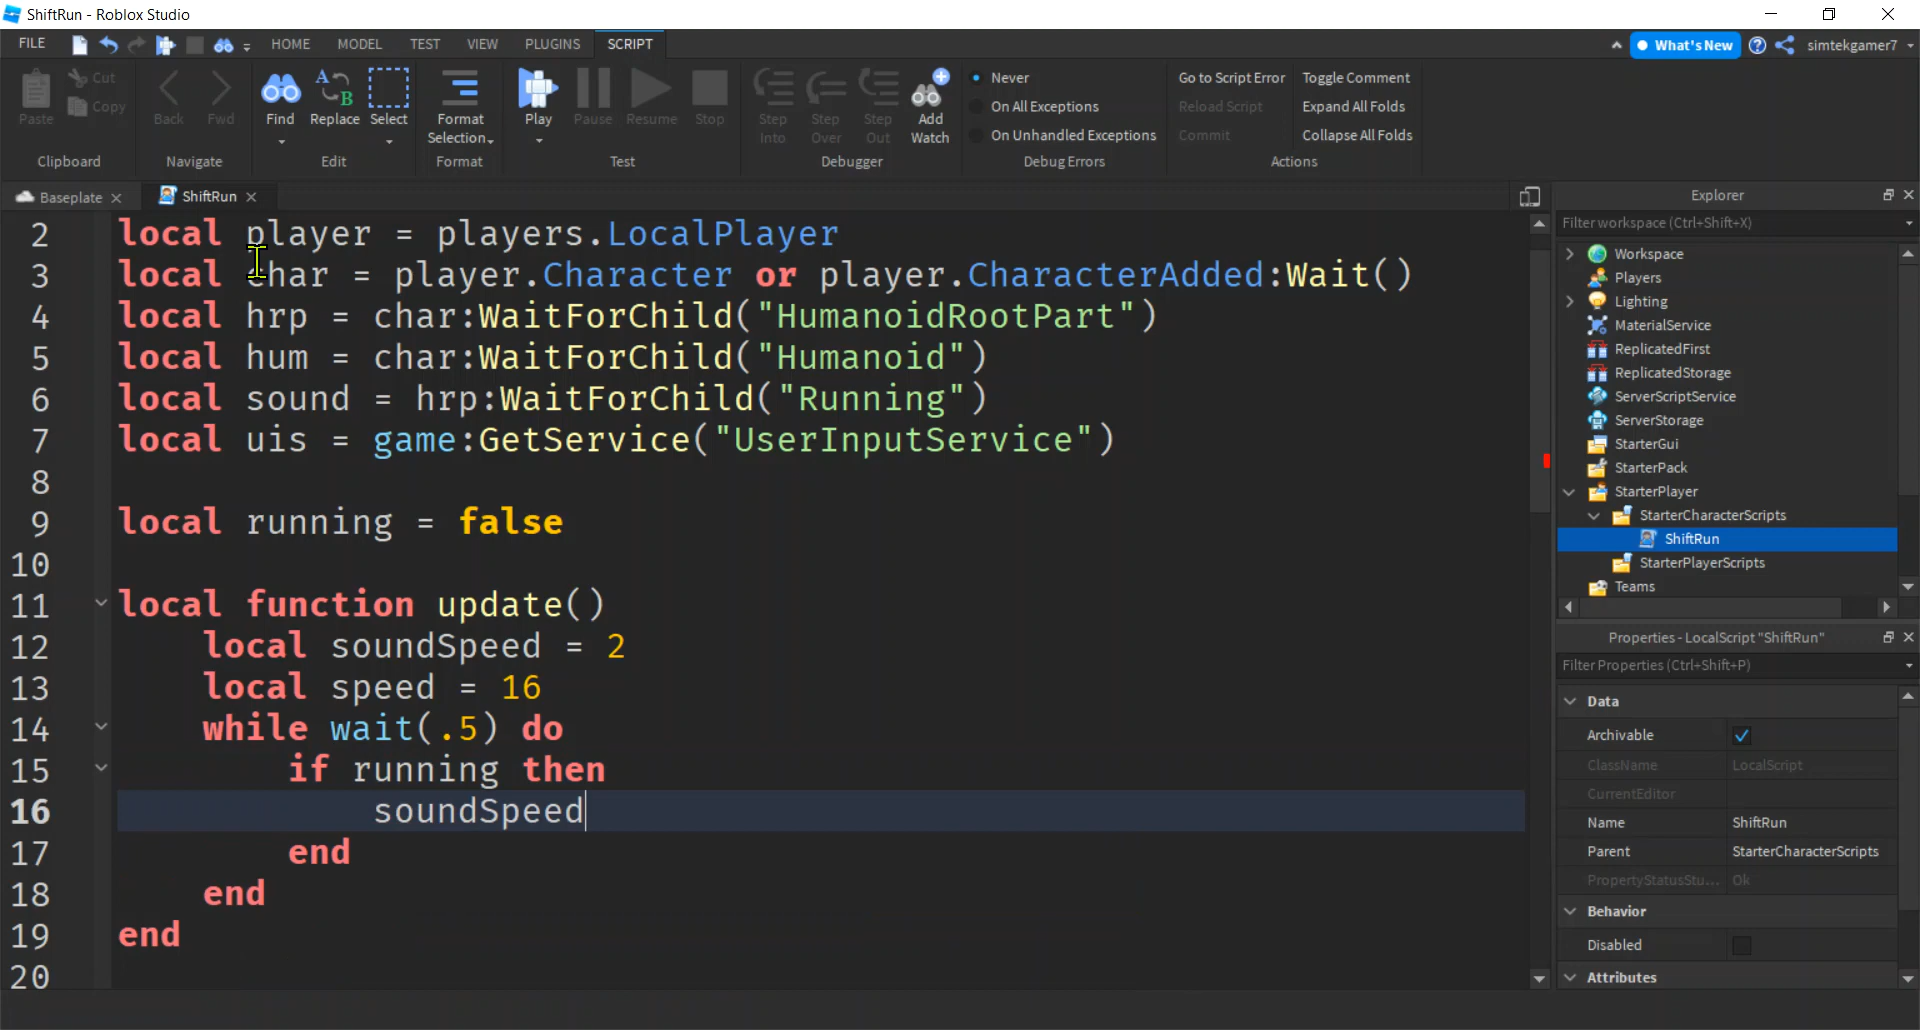 ShiftRun - Roblox Studio
FILE HOME MODEL TEST VIEW PLUGINS SCRIPT What's New simtekgamer7
Paste Cut Copy Back Fwd Find Replace Select Format Selection Play Pause Resume Stop Step Into Step Over Step Out Add Watch
Never
On All Exceptions
On Unhandled Exceptions
Go to Script Error Toggle Comment
Reload Script Expand All Folds
Commit Collapse All Folds
Clipboard Navigate Edit Format Test Debugger Debug Errors Actions
Baseplate ShiftRun
2 local player = players.LocalPlayer
3 local char = player.Character or player.CharacterAdded:Wait()
4 local hrp = char:WaitForChild("HumanoidRootPart")
5 local hum = char:WaitForChild("Humanoid")
6 local sound = hrp:WaitForChild("Running")
7 local uis = game:GetService("UserInputService")
8
9 local running = false
10
11 local function update()
12 local soundSpeed = 2
13 local speed = 16
14 while wait(.5) do
15 if running then
16 soundSpeed
17 end
18 end
19 end
20
Explorer
Filter workspace (Ctrl+Shift+X)
Workspace
Players
Lighting
MaterialService
ReplicatedFirst
ReplicatedStorage
ServerScriptService
ServerStorage
StarterGui
StarterPack
StarterPlayer
StarterCharacterScripts
ShiftRun
StarterPlayerScripts
Teams
Properties - LocalScript "ShiftRun"
Filter Properties (Ctrl+Shift+P)
Data
Archivable
ClassName LocalScript
CurrentEditor
Name ShiftRun
Parent StarterCharacterScripts
PropertyStatusStu... Ok
Behavior
Disabled
Attributes